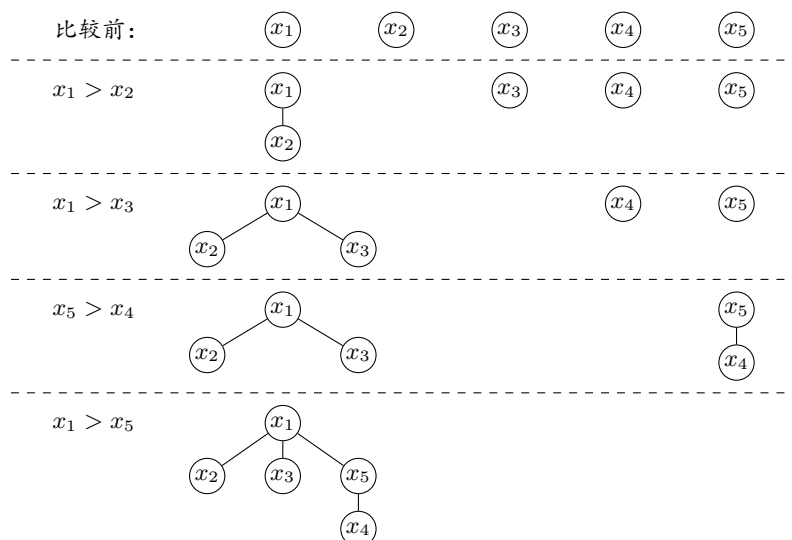 比较前: x₁ x₂ x₃ x₄ x₅
x₁ > x₂ x₁ x₃ x₄ x₅
x₂
x₁ > x₃ x₁ x₄ x₅
x₂ x₃
x₅ > x₄ x₁ x₅
x₂ x₃ x₄
x₁ > x₅ x₁
x₂ x₃ x₅
x₄